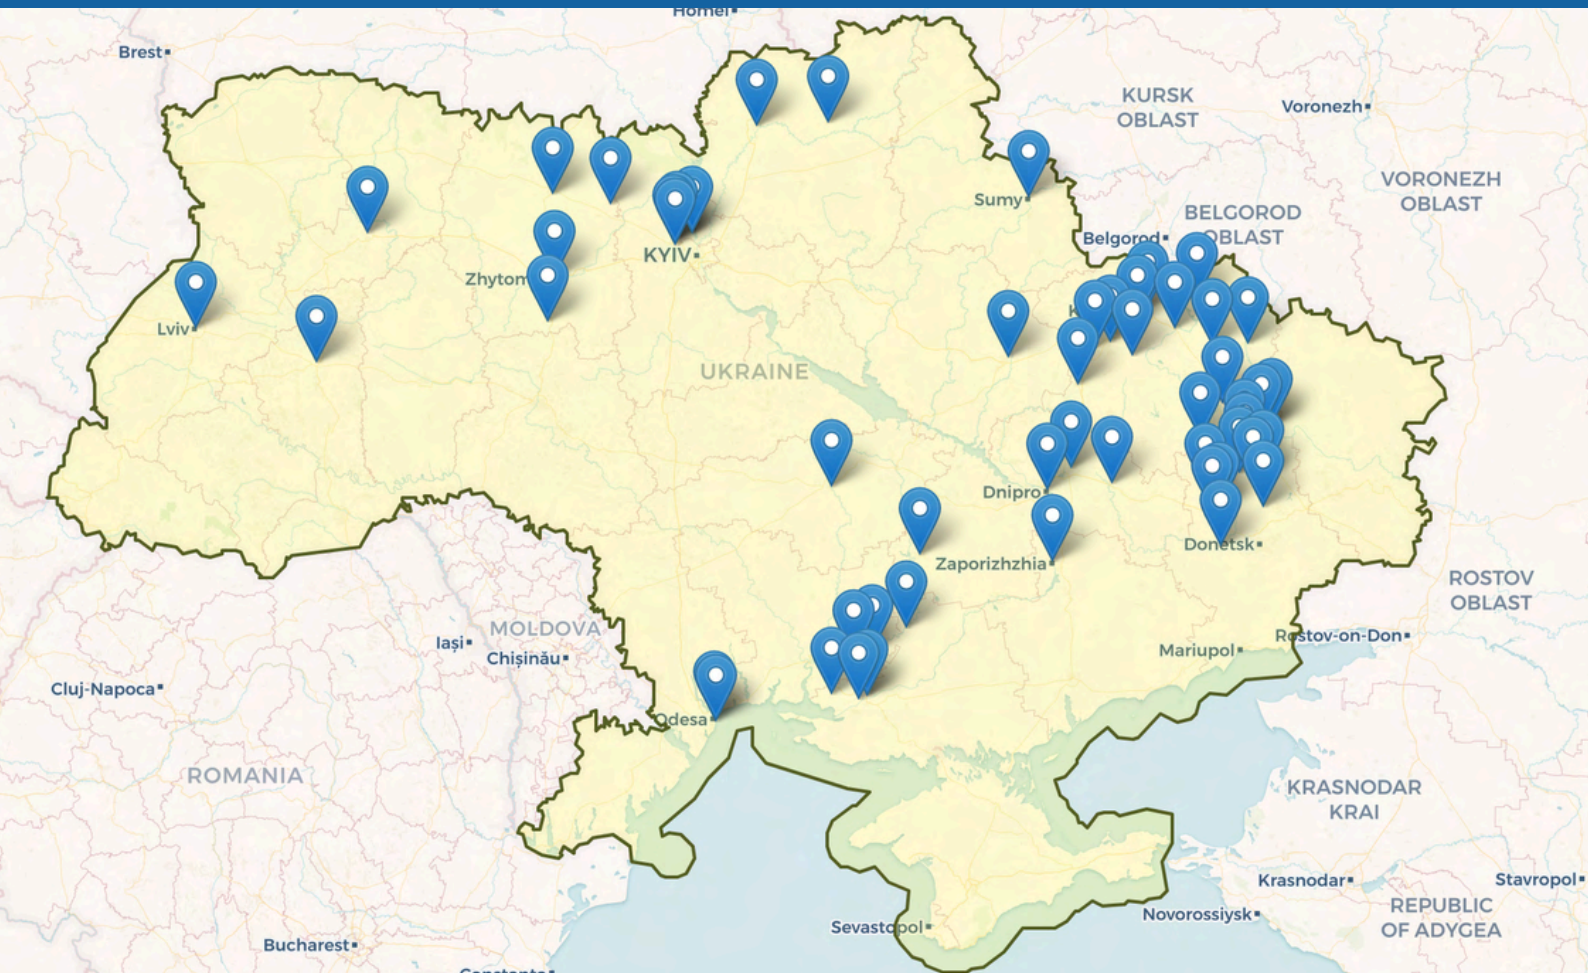 Homel
Brest
KURSK
OBLAST
Voronezh
VORONEZH
OBLAST
Sumy
BELGOROD
OBLAST
Belgorod
KYIV
Zhytom
K
Lviv
UKRAINE
Dnipro
Donetsk
Zaporizhzhia
ROSTOV
OBLAST
MOLDOVA
Iași
Chișinău
Rostov-on-Don
Mariupol
Cluj-Napoca
Odesa
ROMANIA
KRASNODAR
KRAI
Krasnodar
Stavropol
REPUBLIC
OF ADYGEA
Novorossiysk
Sevastopol
Bucharest
Constanta